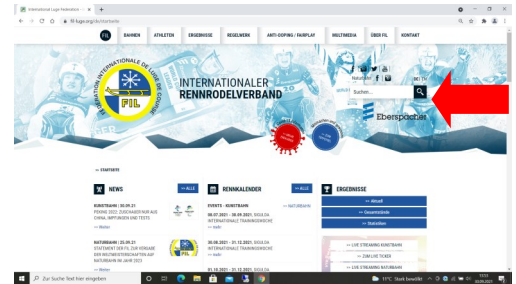 International Luge Federation
fil-luge.org/de/startseite
FIL BAHNEN ATHLETEN ERGEBNISSE REGELWERK ANTI-DOPING / FAIRPLAY MULTIMEDIA ÜBER FIL KONTAKT
FEDERATION INTERNATIONALE DE LUGE DE COURSE
FIL
INTERNATIONALER
RENNRODELVERBAND
Naturbahn
DE | EN
Suchen ...
Eberspächer
>> STARTSEITE
NEWS >> ALLE
KUNSTBAHN | 30.09.21
PEKING 2022: ZUSCHAUER NUR AUS
CHINA, IMPFUNGEN UND TESTS
>> Weiter
NATURBAHN | 25.09.21
STATEMENT DER FIL ZUR VERGABE
DER WELTMEISTERSCHAFTEN AUF
NATURBAHN IM JAHR 2023
>> Weiter
RENNKALENDER >> ALLE
EVENTS - KUNSTBAHN >> NATURBAHN
08.07.2021 - 08.09.2021, SIGULDA
INTERNATIONALE TRAININGSWOCHE
>> mehr
30.08.2021 - 31.12.2021, SIGULDA
INTERNATIONALE TRAININGSWOCHE
>> mehr
01.10.2021 - 31.12.2021, SIGULDA
ERGEBNISSE
>> Aktuell
>> Gesamtstände
>> Statistiken
>> LIVE STREAMING KUNSTBAHN
>> ZUM LIVE TICKER
>> LIVE STREAMING NATURBAHN
Zur Suche Text hier eingeben
11°C Stark bewölkt